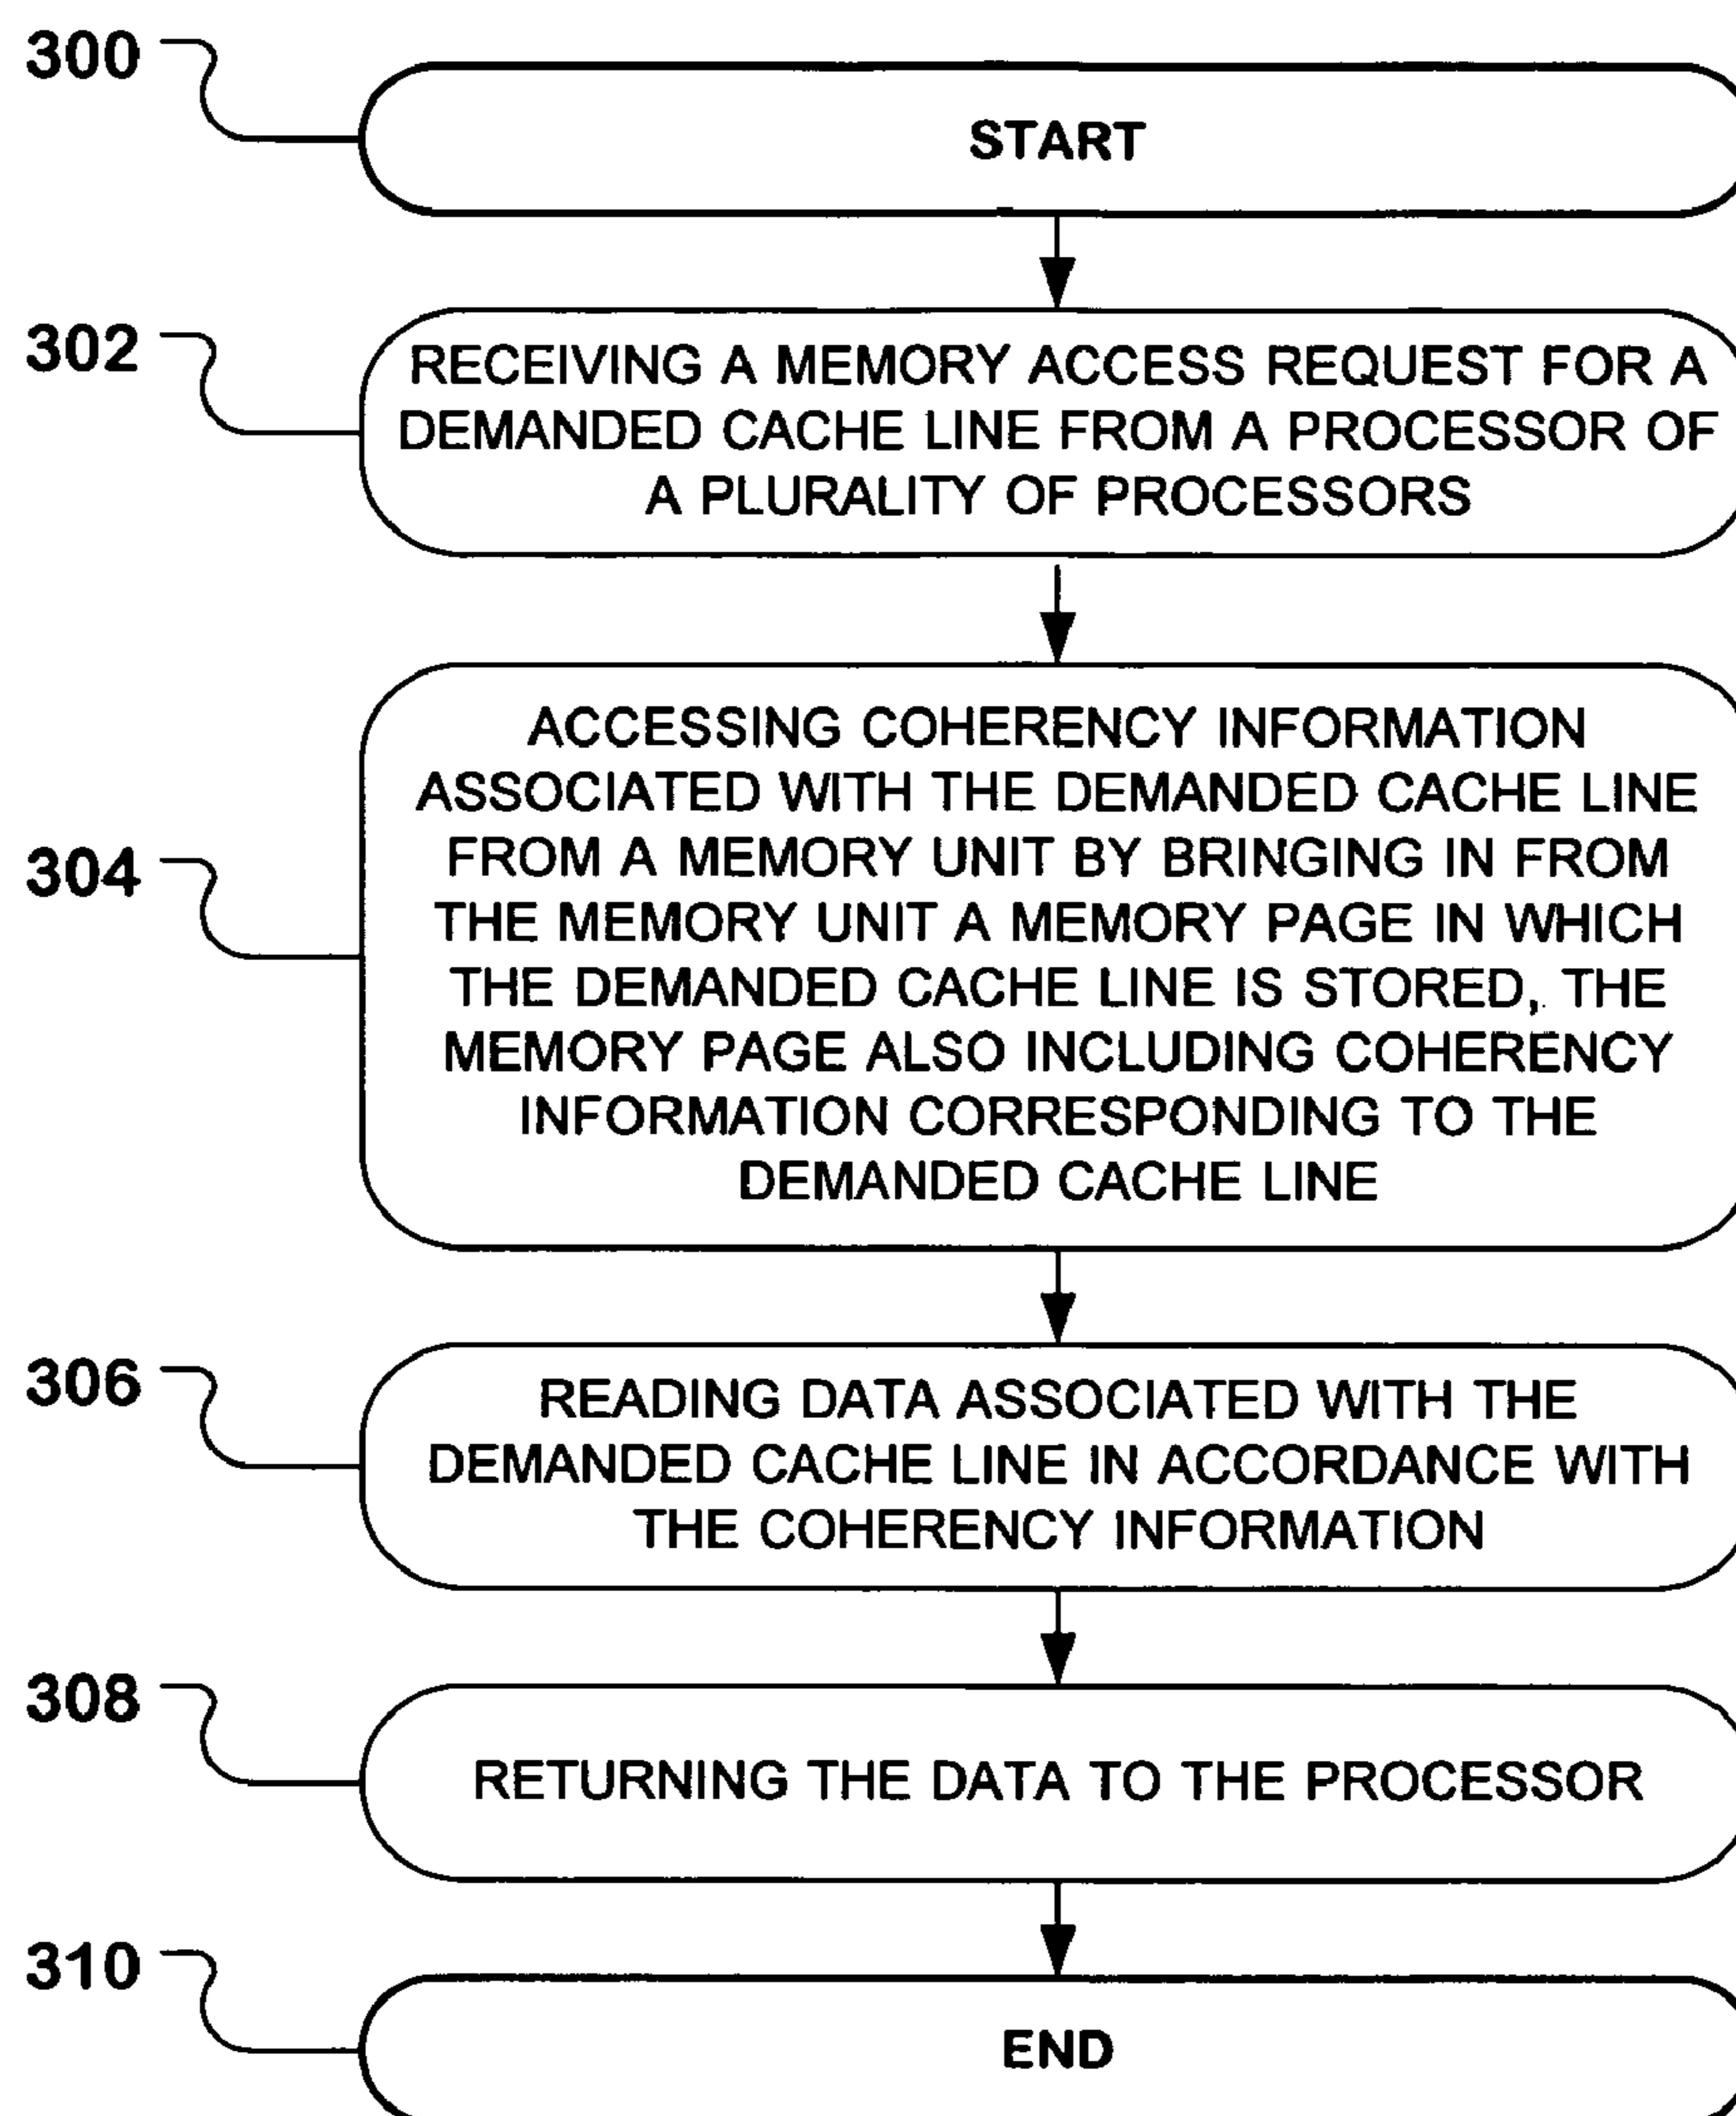 300
START
302
RECEIVING A MEMORY ACCESS REQUEST FOR A
DEMANDED CACHE LINE FROM A PROCESSOR OF
A PLURALITY OF PROCESSORS
304
ACCESSING COHERENCY INFORMATION
ASSOCIATED WITH THE DEMANDED CACHE LINE
FROM A MEMORY UNIT BY BRINGING IN FROM
THE MEMORY UNIT A MEMORY PAGE IN WHICH
THE DEMANDED CACHE LINE IS STORED, THE
MEMORY PAGE ALSO INCLUDING COHERENCY
INFORMATION CORRESPONDING TO THE
DEMANDED CACHE LINE
306
READING DATA ASSOCIATED WITH THE
DEMANDED CACHE LINE IN ACCORDANCE WITH
THE COHERENCY INFORMATION
308
RETURNING THE DATA TO THE PROCESSOR
310
END